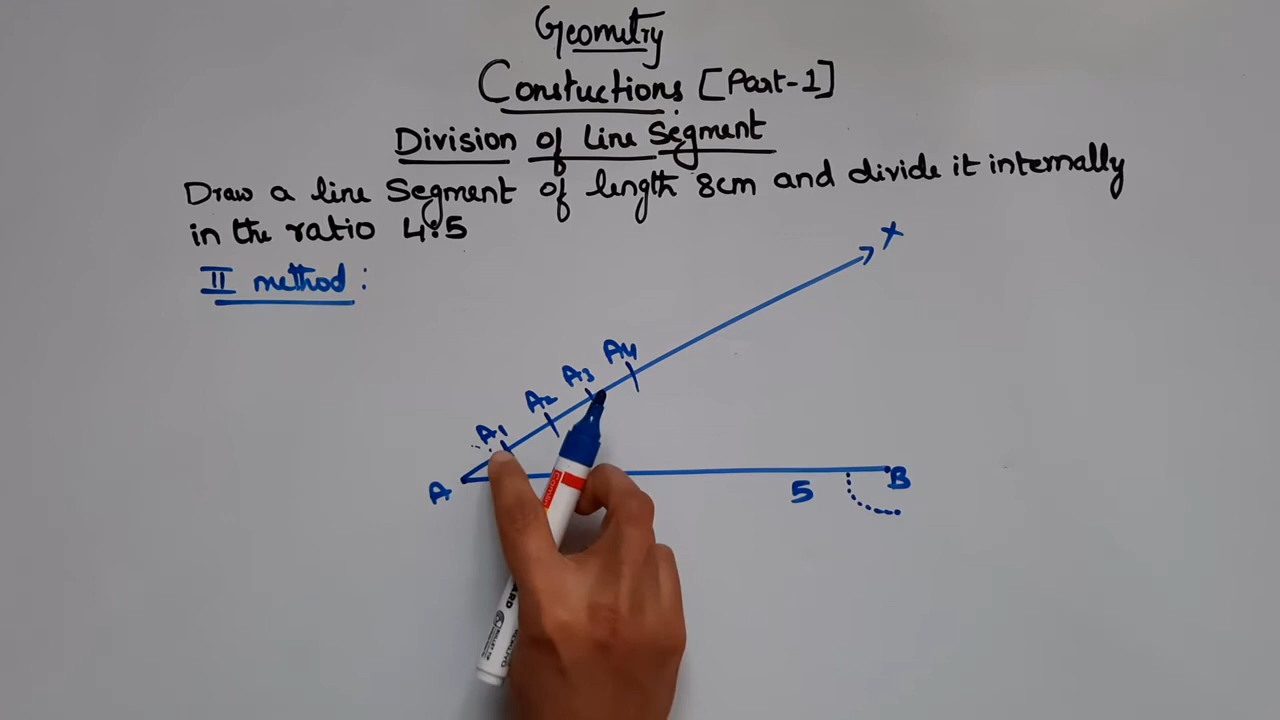 Geometry
Constuctions [Part-1]
Division of Line Segment
Draw a line Segment of length 8cm and divide it internally
in the ratio 4:5
II method:
X
A4
A3
A2
A1
A
5
B